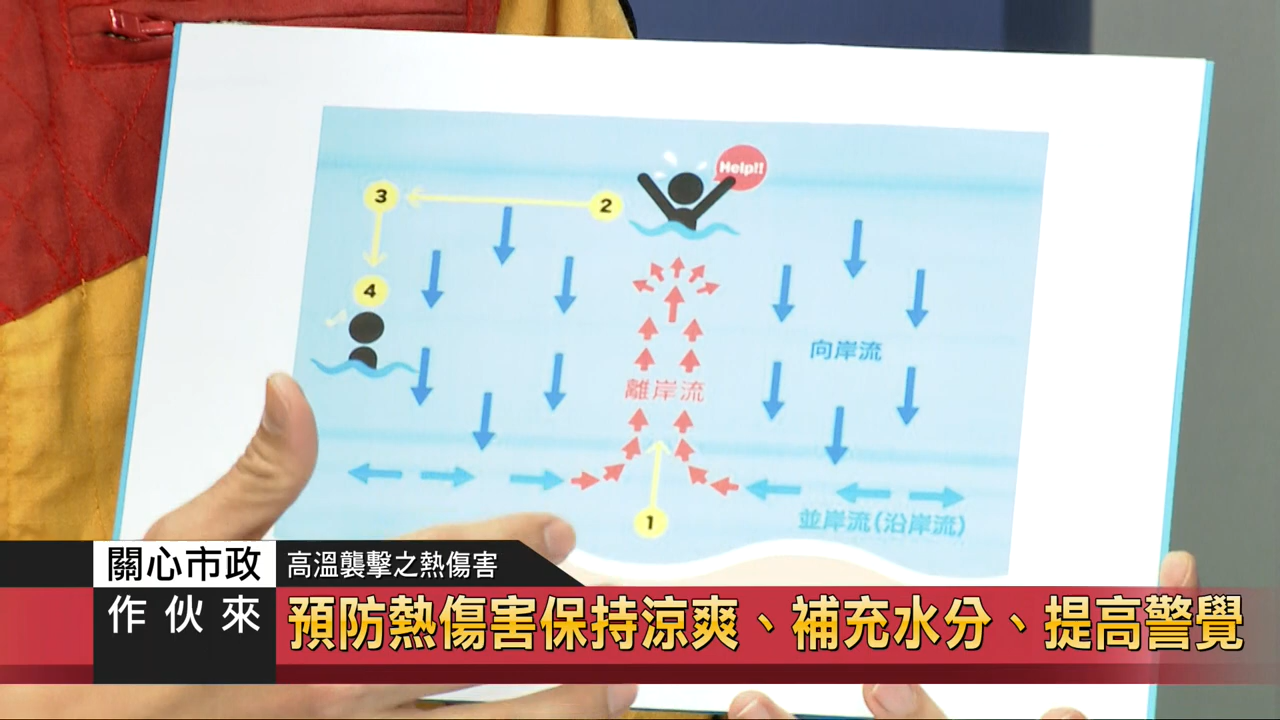 Help!!
3
2
4
向岸流
離岸流
並岸流(沿岸流)
1
關心市政
作伙來
高溫襲擊之熱傷害
預防熱傷害保持涼爽、補充水分、提高警覺